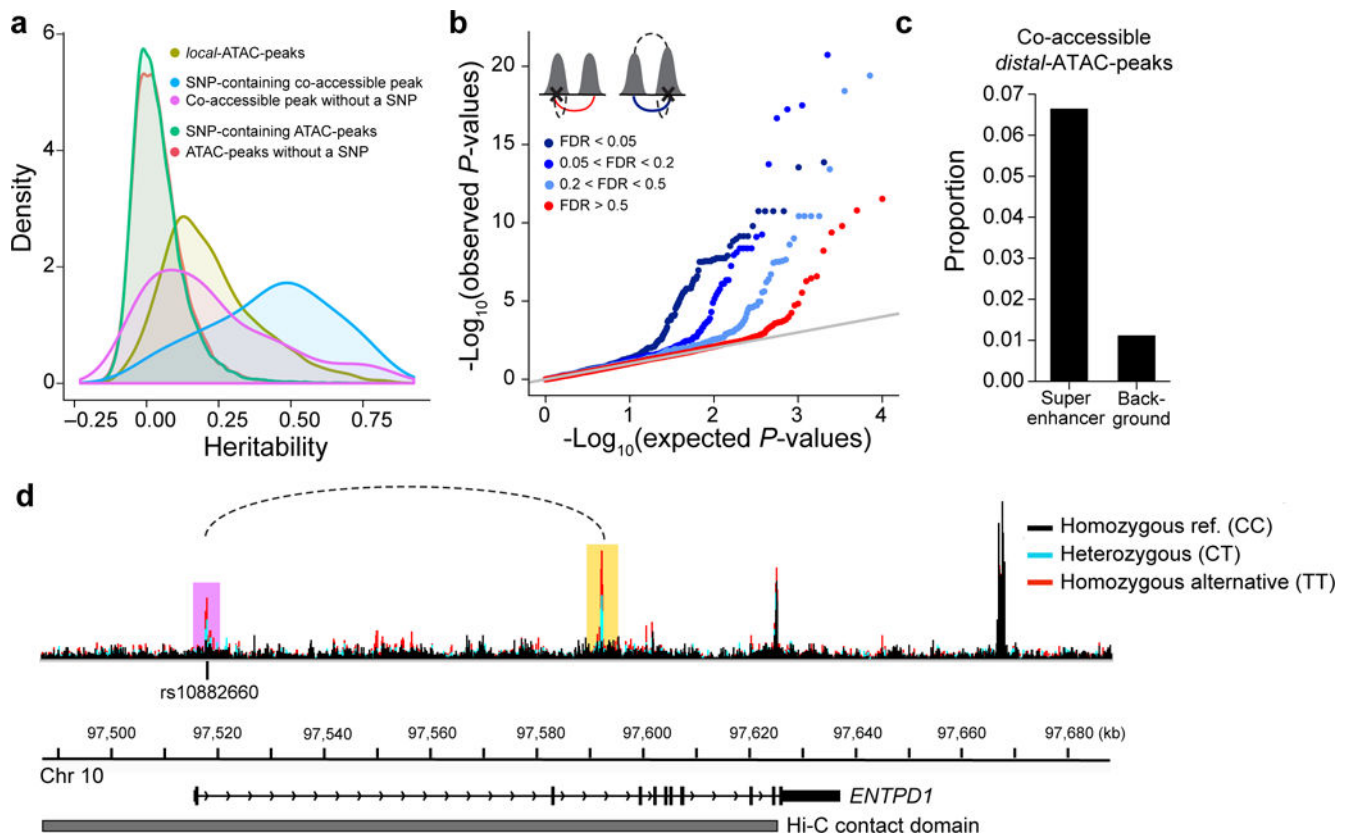 a
6
4
2
0
Density
−0.25
0.00
0.25
0.50
0.75
Heritability
local-ATAC-peaks
SNP-containing co-accessible peak
Co-accessible peak without a SNP
SNP-containing ATAC-peaks
ATAC-peaks without a SNP
b
20
15
10
5
0
-Log10(observed P-values)
0
1
2
3
4
-Log10(expected P-values)
FDR < 0.05
0.05 < FDR < 0.2
0.2 < FDR < 0.5
FDR > 0.5
c
Co-accessible
distal-ATAC-peaks
0.07
0.06
0.05
0.04
0.03
0.02
0.01
0.00
Proportion
Super
enhancer
Back-
ground
d
Homozygous ref. (CC)
Heterozygous (CT)
Homozygous alternative (TT)
rs10882660
97,500
97,520
97,540
97,560
97,580
97,600
97,620
97,640
97,660
97,680 (kb)
Chr 10
ENTPD1
Hi-C contact domain